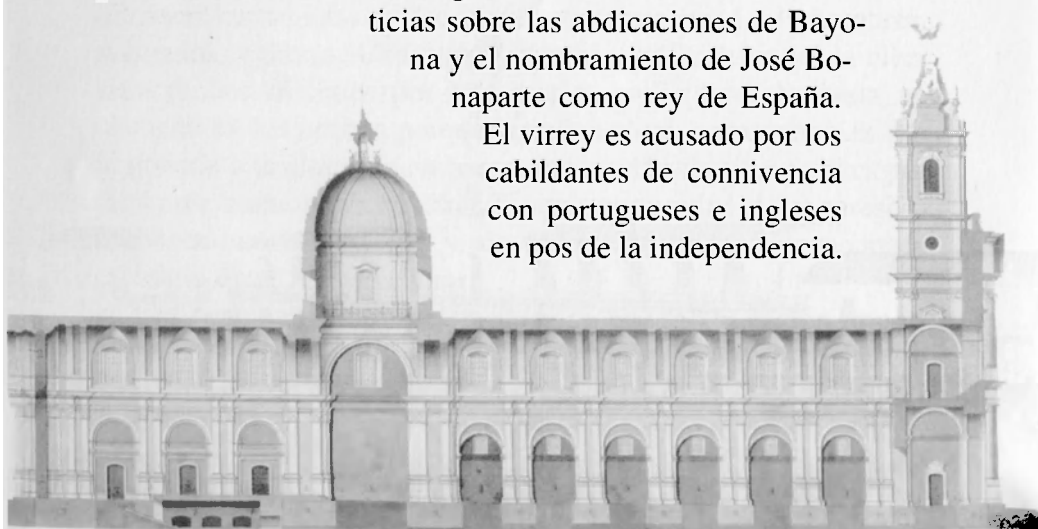 ticias sobre las abdicaciones de Bayo-
na y el nombramiento de José Bo-
naparte como rey de España.
El virrey es acusado por los
cabildantes de connivencia
con portugueses e ingleses
en pos de la independencia.